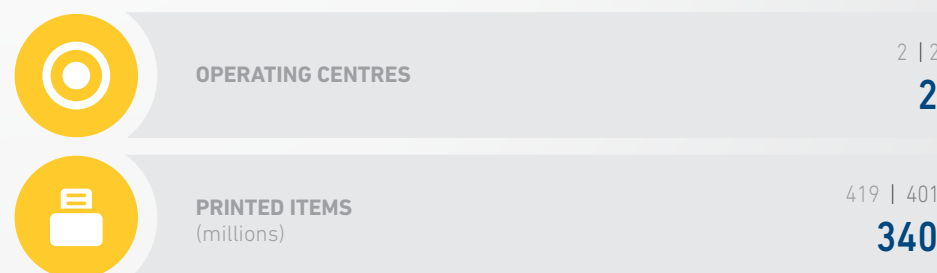 OPERATING CENTRES
2 | 2
2
PRINTED ITEMS
(millions)
419 | 401
340